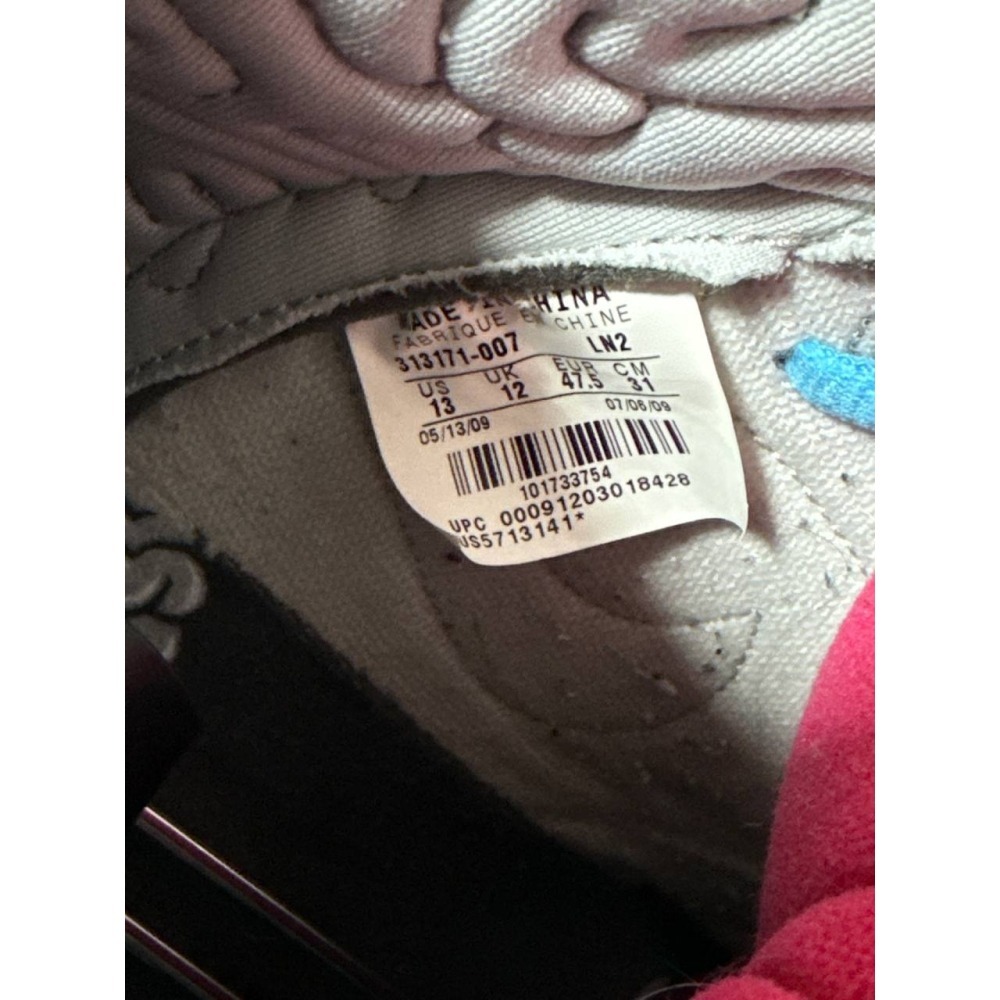 MADE IN CHINA
FABRIQUE EN CHINE
313171-007 LN2
US UK EUR CM
13 12 47.5 31
05/13/09 07/08/09
101733754
UPC 00091203018428
US5713141*